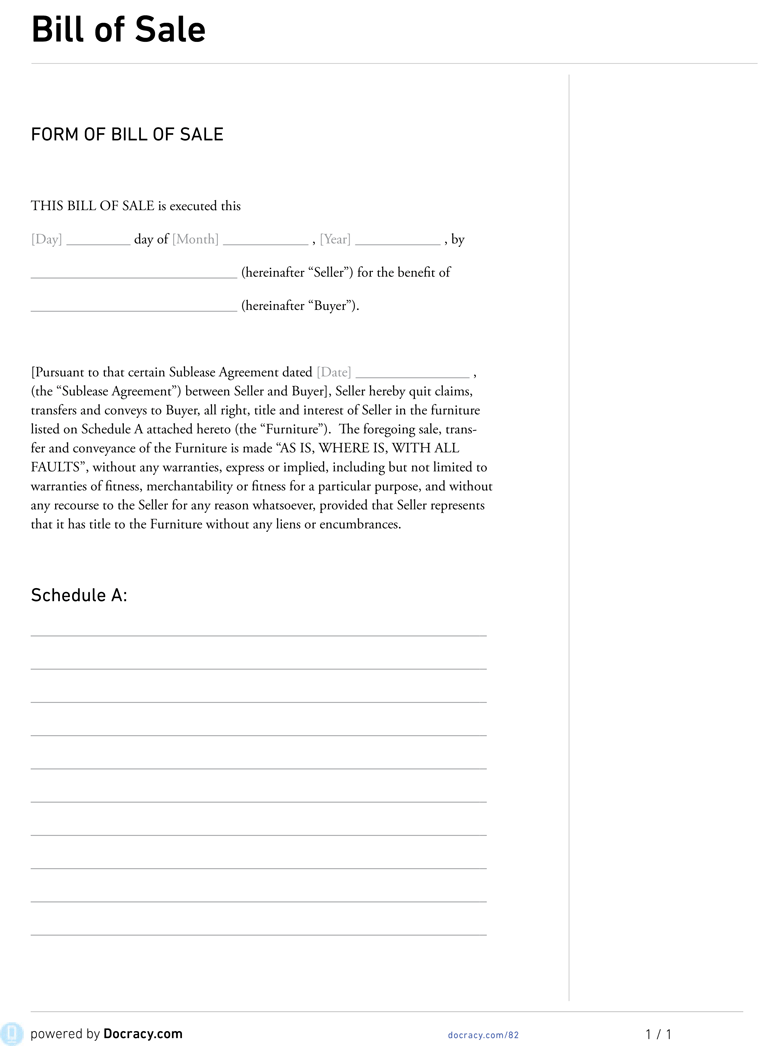 Bill of Sale
FORM OF BILL OF SALE
THIS BILL OF SALE is executed this
[Day] _________ day of [Month] ____________ , [Year] ____________ , by
_____________________________ (hereinafter “Seller”) for the benefit of
_____________________________ (hereinafter “Buyer”).
[Pursuant to that certain Sublease Agreement dated [Date] ________________ ,
(the “Sublease Agreement”) between Seller and Buyer], Seller hereby quit claims,
transfers and conveys to Buyer, all right, title and interest of Seller in the furniture
listed on Schedule A attached hereto (the “Furniture”). The foregoing sale, trans-
fer and conveyance of the Furniture is made “AS IS, WHERE IS, WITH ALL
FAULTS”, without any warranties, express or implied, including but not limited to
warranties of fitness, merchantability or fitness for a particular purpose, and without
any recourse to the Seller for any reason whatsoever, provided that Seller represents
that it has title to the Furniture without any liens or encumbrances.
Schedule A:
powered by Docracy.com
docracy.com/82
1 / 1